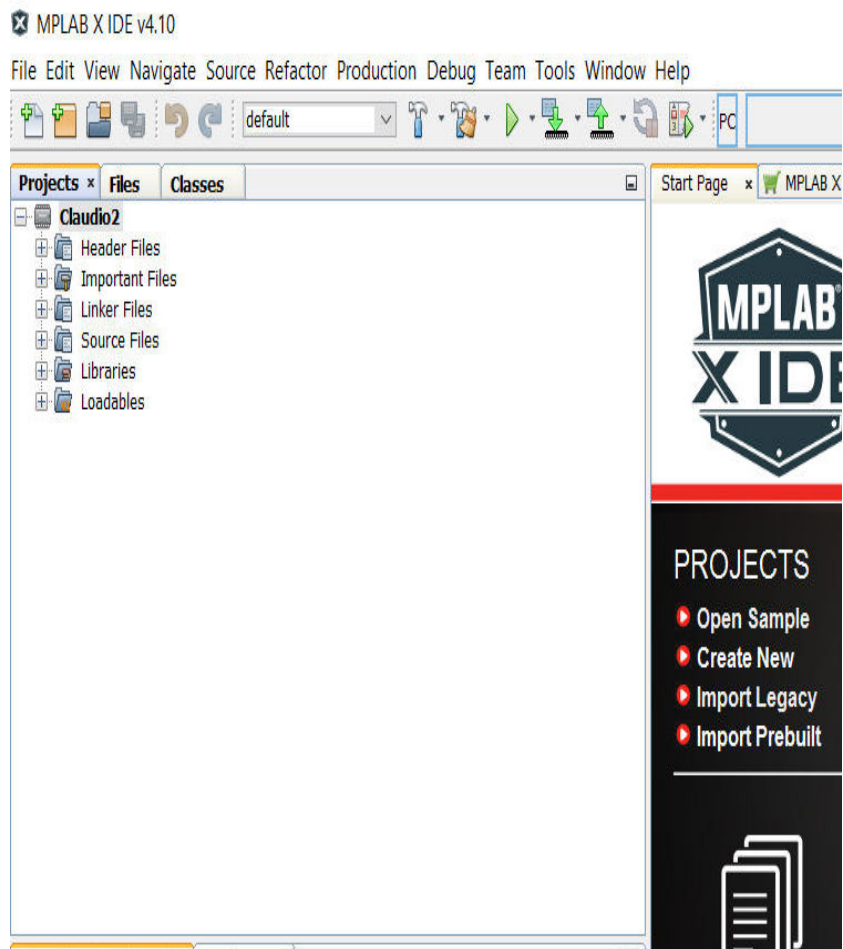 MPLAB X IDE v4.10
File Edit View Navigate Source Refactor Production Debug Team Tools Window Help
default
PC
Projects Files Classes
Claudio2
Header Files
Important Files
Linker Files
Source Files
Libraries
Loadables
Start Page MPLAB X
MPLAB
X IDE
PROJECTS
Open Sample
Create New
Import Legacy
Import Prebuilt